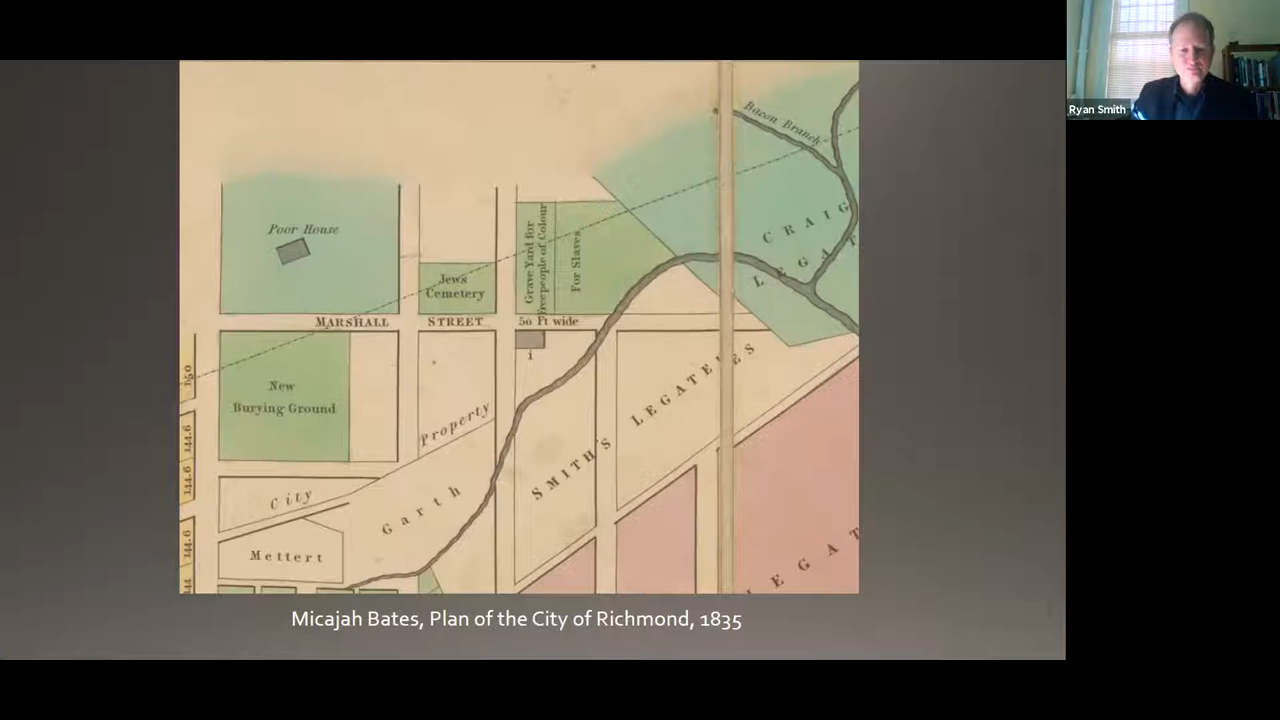 Ryan Smith
Bacon Branch
CRAIG
LEGAT
Poor House
Grave Yard for
Free people of Colour
For Slaves
Jews
Cemetery
MARSHALL STREET 50 Ft wide
i
150
New
Burying Ground
144.6
144.6
144.6
144
Property
SMITH'S LEGATEES
City
Garth
Mettert
LEGAT
Micajah Bates, Plan of the City of Richmond, 1835